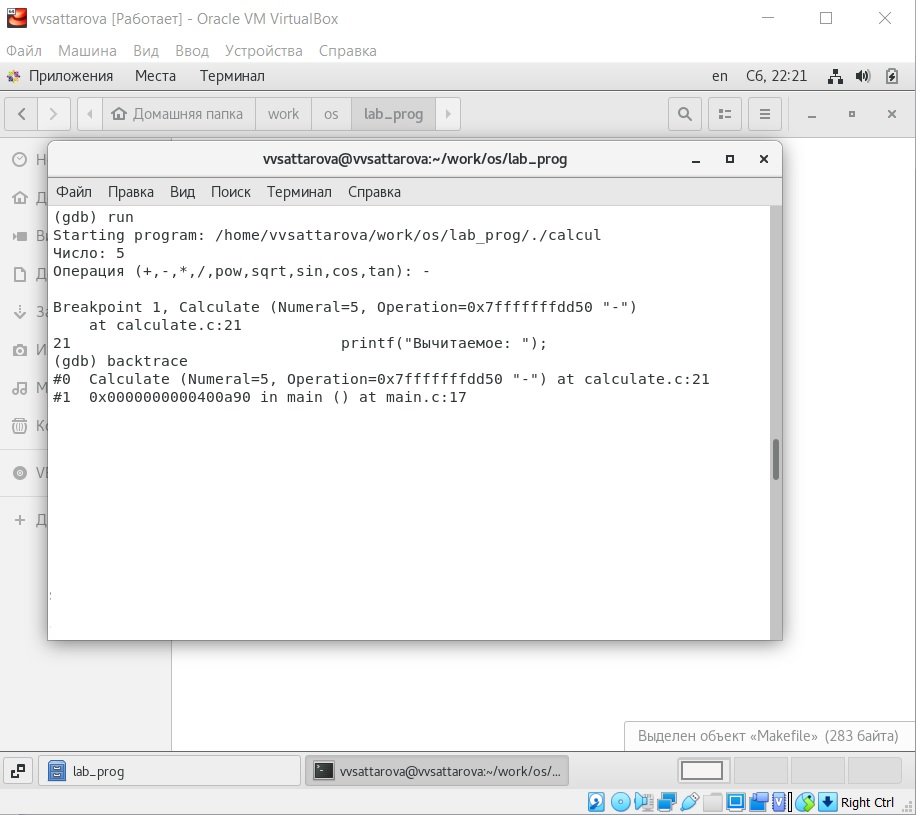 vvsattarova [Работает] - Oracle VM VirtualBox
Файл Машина Вид Ввод Устройства Справка
Приложения Места Терминал en Сб, 22:21
Домашняя папка work os lab_prog
vvsattarova@vvsattarova:~/work/os/lab_prog
Файл Правка Вид Поиск Терминал Справка
(gdb) run
Starting program: /home/vvsattarova/work/os/lab_prog/./calcul
Число: 5
Операция (+,-,*,/,pow,sqrt,sin,cos,tan): -
Breakpoint 1, Calculate (Numeral=5, Operation=0x7fffffffdd50 "-")
at calculate.c:21
21 printf("Вычитаемое: ");
(gdb) backtrace
#0 Calculate (Numeral=5, Operation=0x7fffffffdd50 "-") at calculate.c:21
#1 0x0000000000400a90 in main () at main.c:17
Выделен объект «Makefile» (283 байта)
lab_prog
vvsattarova@vvsattarova:~/work/os/...
Right Ctrl